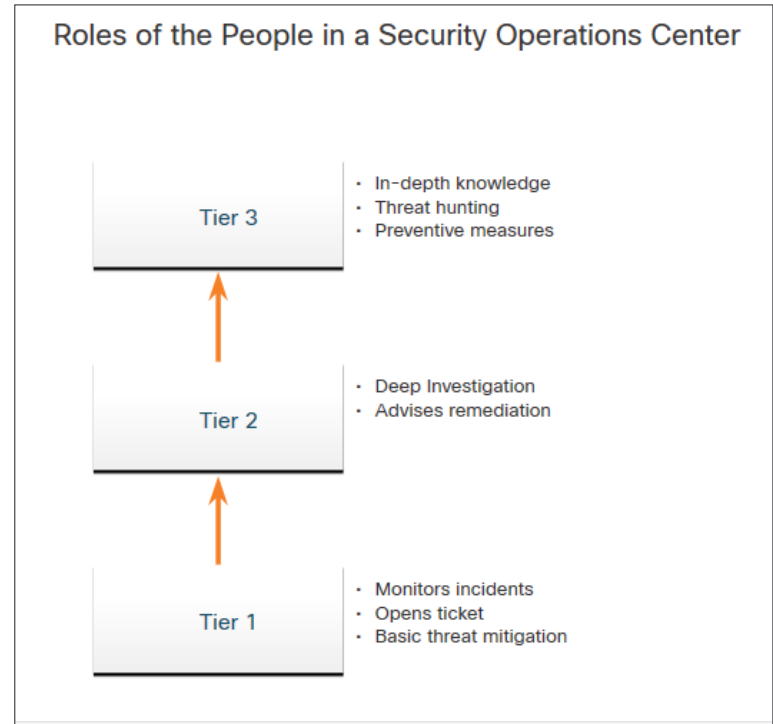 Roles of the People in a Security Operations Center
Tier 3
• In-depth knowledge
• Threat hunting
• Preventive measures
Tier 2
• Deep Investigation
• Advises remediation
Tier 1
• Monitors incidents
• Opens ticket
• Basic threat mitigation